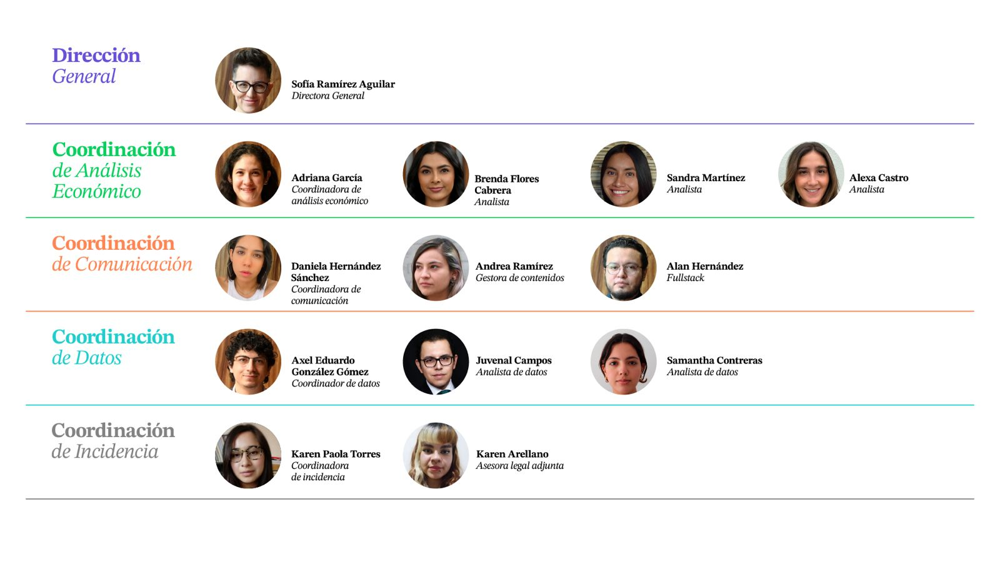 Dirección
General
Sofía Ramírez Aguilar
Directora General
Coordinación
de Análisis
Económico
Adriana García
Coordinadora de
análisis económico
Brenda Flores
Cabrera
Analista
Sandra Martínez
Analista
Alexa Castro
Analista
Coordinación
de Comunicación
Daniela Hernández
Sánchez
Coordinadora de
comunicación
Andrea Ramírez
Gestora de contenidos
Alan Hernández
Fullstack
Coordinación
de Datos
Axel Eduardo
González Gómez
Coordinador de datos
Juvenal Campos
Analista de datos
Samantha Contreras
Analista de datos
Coordinación
de Incidencia
Karen Paola Torres
Coordinadora
de incidencia
Karen Arellano
Asesora legal adjunta